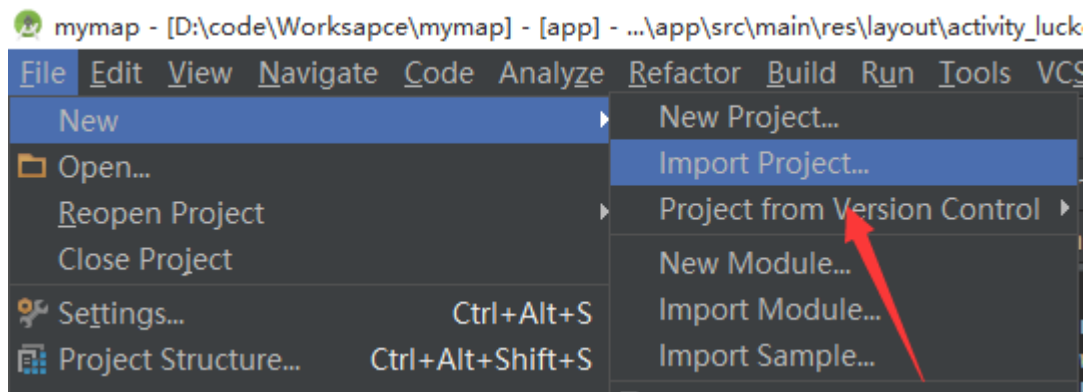 mymap - [D:\code\Worksapce\mymap] - [app] - ...\app\src\main\res\layout\activity_luck
File Edit View Navigate Code Analyze Refactor Build Run Tools VCS
New
Open...
Reopen Project
Close Project
Settings... Ctrl+Alt+S
Project Structure... Ctrl+Alt+Shift+S
New Project...
Import Project...
Project from Version Control
New Module...
Import Module...
Import Sample...